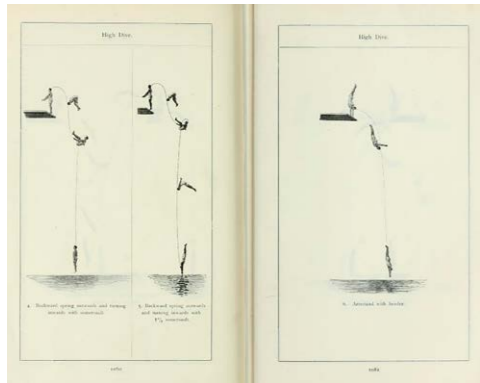 High Dive.
4. Backward spring outwards and turning
inwards with somersault.
5. Backward spring outwards
and turning inwards with
1½ somersault.
High Dive.
6. Armstand with